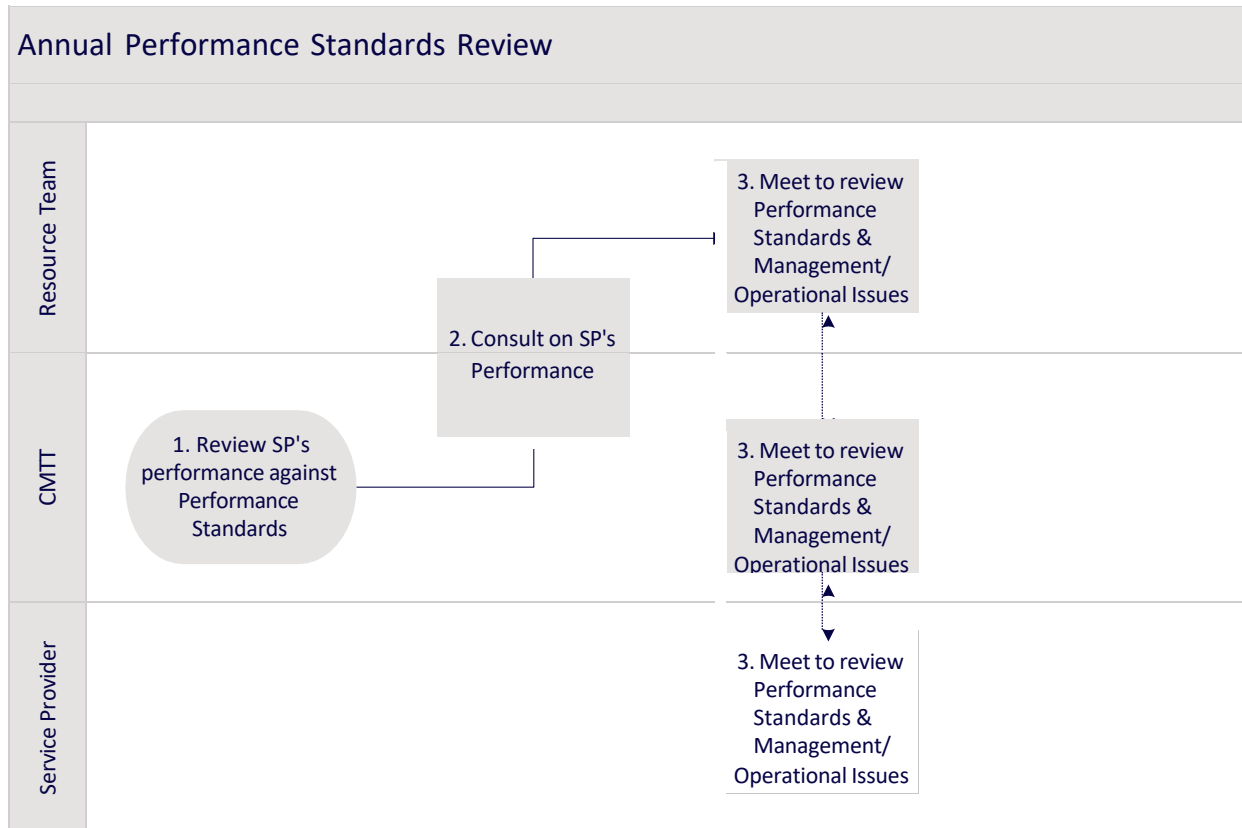 Annual Performance Standards Review
Resource Team
3. Meet to review
Performance
Standards &
Management/
Operational Issues
2. Consult on SP's
Performance
CMTT
1. Review SP's
performance against
Performance
Standards
3. Meet to review
Performance
Standards &
Management/
Operational Issues
Service Provider
3. Meet to review
Performance
Standards &
Management/
Operational Issues